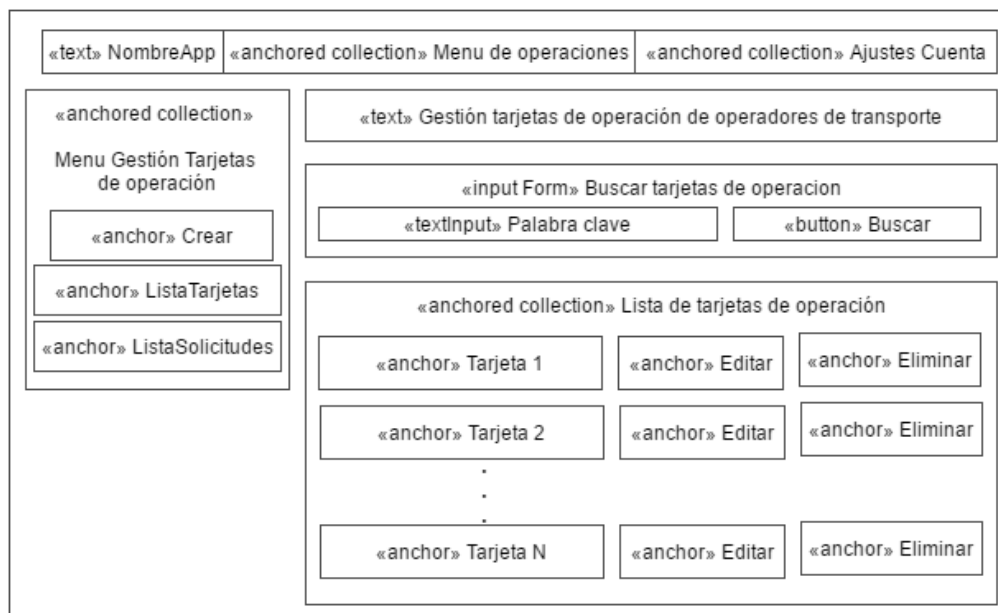 «text» NombreApp
«anchored collection» Menu de operaciones
«anchored collection» Ajustes Cuenta
«anchored collection»
Menu Gestión Tarjetas
de operación
«anchor» Crear
«anchor» ListaTarjetas
«anchor» ListaSolicitudes
«text» Gestión tarjetas de operación de operadores de transporte
«input Form» Buscar tarjetas de operacion
«textInput» Palabra clave
«button» Buscar
«anchored collection» Lista de tarjetas de operación
«anchor» Tarjeta 1
«anchor» Editar
«anchor» Eliminar
«anchor» Tarjeta 2
«anchor» Editar
«anchor» Eliminar
.
.
.
«anchor» Tarjeta N
«anchor» Editar
«anchor» Eliminar